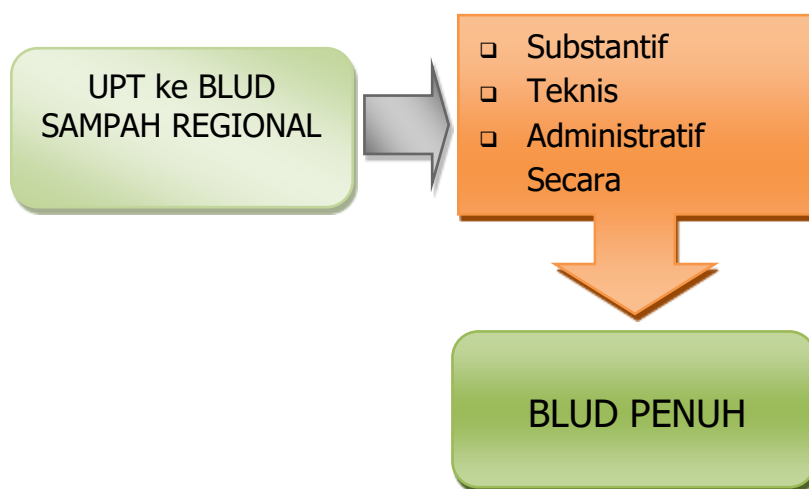 UPT ke BLUD
SAMPAH REGIONAL
❑ Substantif
❑ Teknis
❑ Administratif
Secara
BLUD PENUH